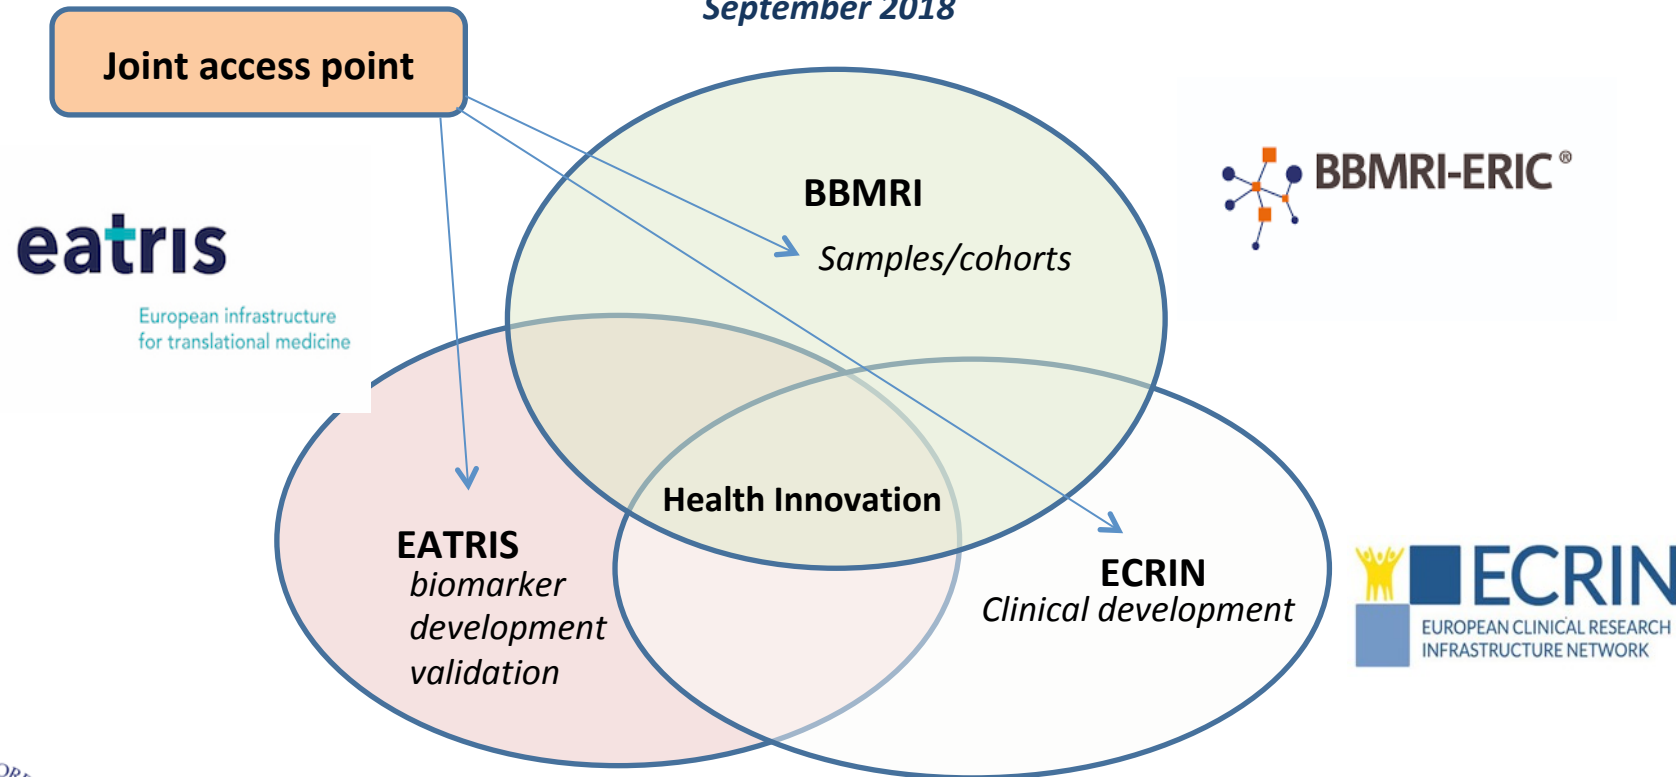 September 2018
Joint access point
BBMRI
Samples/cohorts
BBMRI-ERIC®
eatris
European infrastructure
for translational medicine
Health Innovation
EATRIS
biomarker
development
validation
ECRIN
Clinical development
ECRIN
EUROPEAN CLINICAL RESEARCH
INFRASTRUCTURE NETWORK